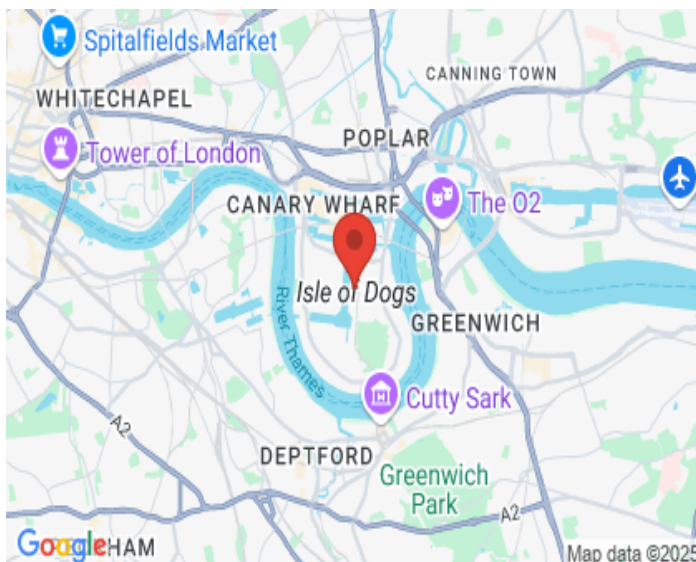 Spitalfields Market
CANNING TOWN
WHITECHAPEL
POPLAR
Tower of London
CANARY WHARF
The O2
Isle of Dogs
River Thames
GREENWICH
Cutty Sark
A2
DEPTFORD
Greenwich
Park
A2
Google
HAM
Map data ©2025